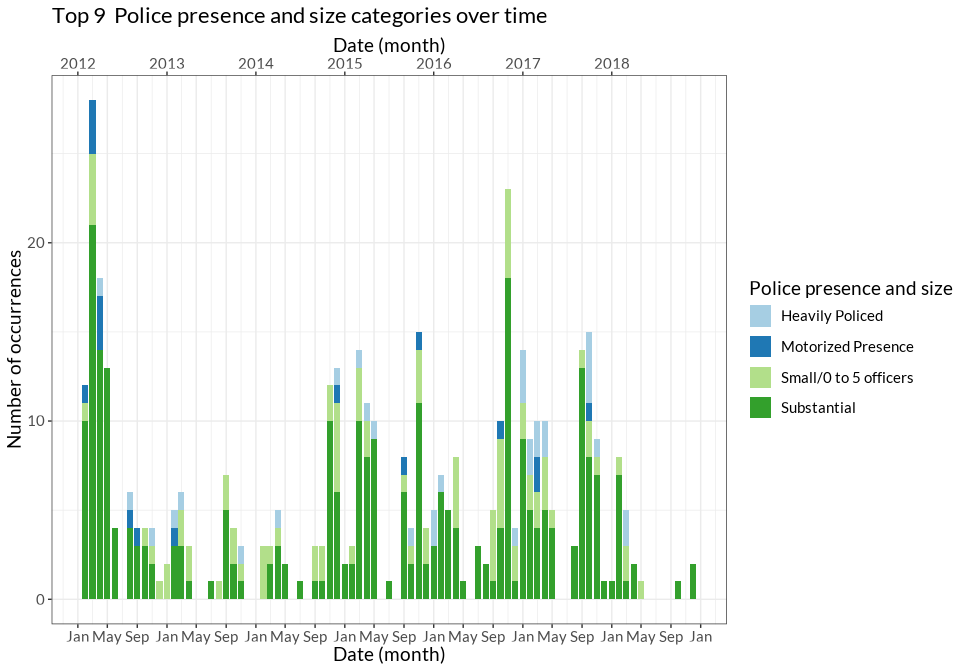 Top 9  Police presence and size categories over time
Date (month)
2012 2013 2014 2015 2016 2017 2018
Number of occurrences
20
10
0
Police presence and size
Heavily Policed
Motorized Presence
Small/0 to 5 officers
Substantial
Jan May Sep Jan May Sep Jan May Sep Jan May Sep Jan May Sep Jan May Sep Jan May Sep Jan
Date (month)